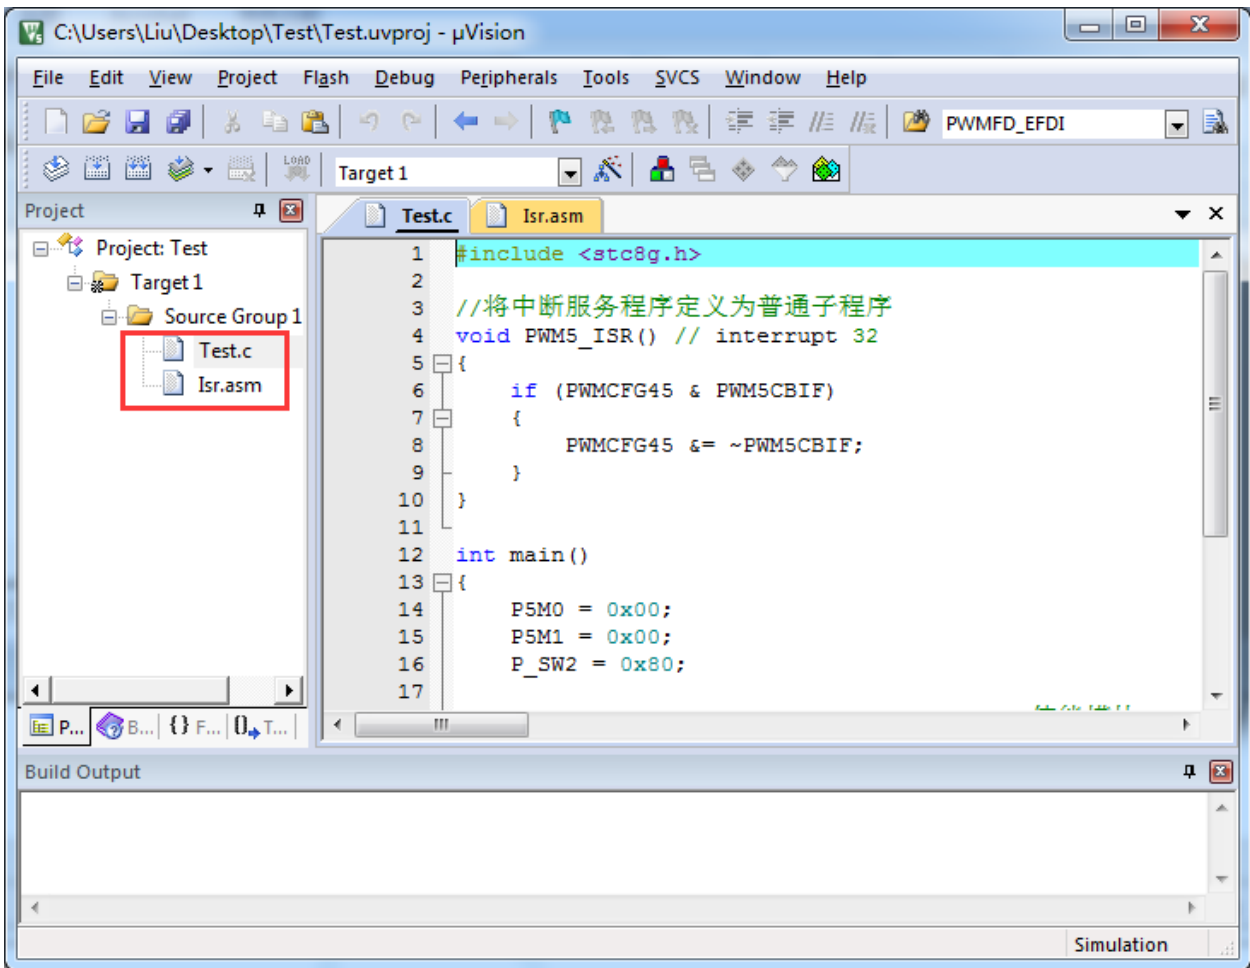 C:\Users\Liu\Desktop\Test\Test.uvproj - µVision
File Edit View Project Flash Debug Peripherals Tools SVCS Window Help
PWMFD_EFDI
LOAD
Target 1
Project
Test.c Isr.asm
Project: Test
Target 1
Source Group 1
Test.c
Isr.asm
1 #include <stc8g.h>
2
3 //将中断服务程序定义为普通子程序
4 void PWM5_ISR() // interrupt 32
5 {
6 if (PWMCFG45 & PWM5CBIF)
7 {
8 PWMCFG45 &= ~PWM5CBIF;
9 }
10 }
11
12 int main()
13 {
14 P5M0 = 0x00;
15 P5M1 = 0x00;
16 P_SW2 = 0x80;
17
P... B... {} F... 0 T...
Build Output
Simulation